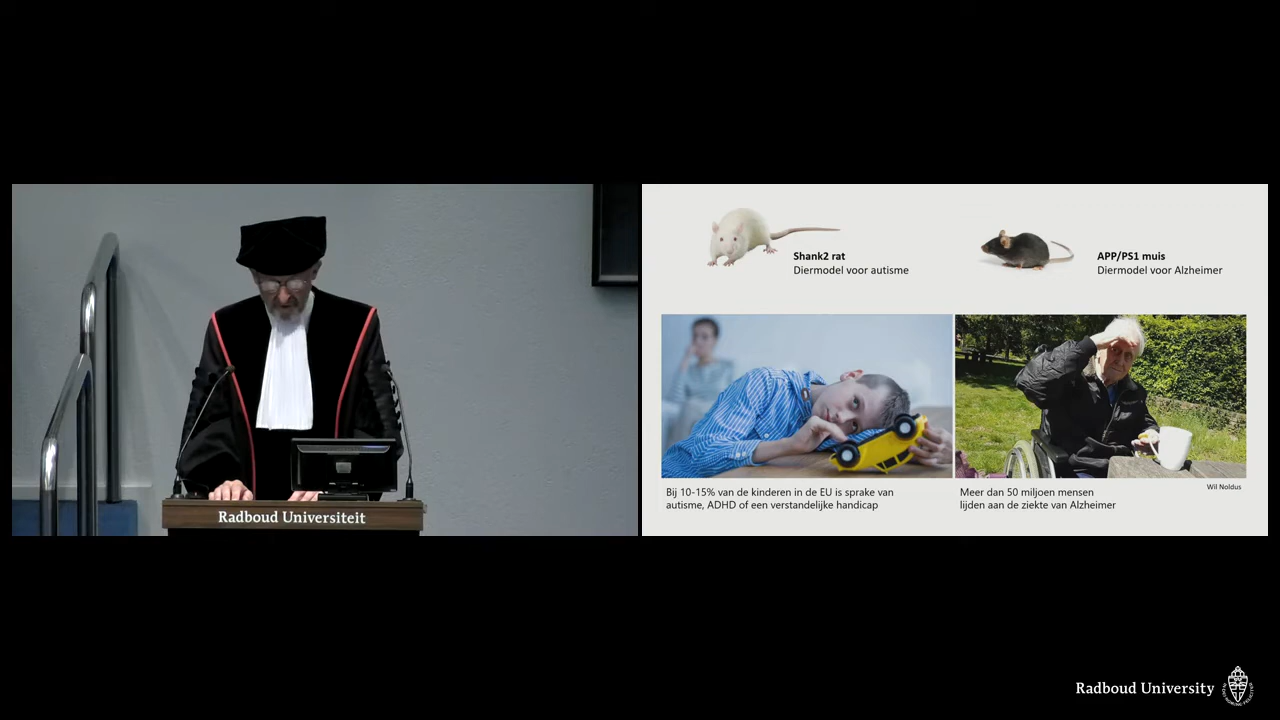 Shank2 rat
Diermodel voor autisme
APP/PS1 muis
Diermodel voor Alzheimer
Wil Noldus
Bij 10-15% van de kinderen in de EU is sprake van
autisme, ADHD of een verstandelijke handicap
Meer dan 50 miljoen mensen
lijden aan de ziekte van Alzheimer
Radboud Universiteit
Radboud University